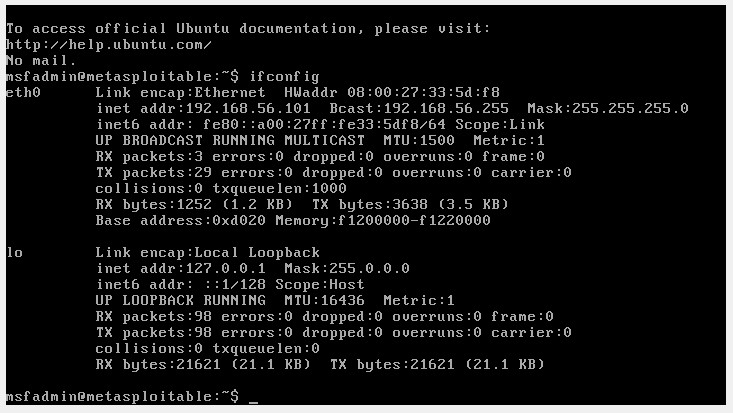 To access official Ubuntu documentation, please visit:
http://help.ubuntu.com/
No mail.
msfadmin@metasploitable:~$ ifconfig
eth0      Link encap:Ethernet  HWaddr 08:00:27:33:5d:f8
          inet addr:192.168.56.101  Bcast:192.168.56.255  Mask:255.255.255.0
          inet6 addr: fe80::a00:27ff:fe33:5df8/64 Scope:Link
          UP BROADCAST RUNNING MULTICAST  MTU:1500  Metric:1
          RX packets:3 errors:0 dropped:0 overruns:0 frame:0
          TX packets:29 errors:0 dropped:0 overruns:0 carrier:0
          collisions:0 txqueuelen:1000
          RX bytes:1252 (1.2 KB)  TX bytes:3638 (3.5 KB)
          Base address:0xd020 Memory:f1200000-f1220000
lo        Link encap:Local Loopback
          inet addr:127.0.0.1  Mask:255.0.0.0
          inet6 addr: ::1/128 Scope:Host
          UP LOOPBACK RUNNING  MTU:16436  Metric:1
          RX packets:98 errors:0 dropped:0 overruns:0 frame:0
          TX packets:98 errors:0 dropped:0 overruns:0 carrier:0
          collisions:0 txqueuelen:0
          RX bytes:21621 (21.1 KB)  TX bytes:21621 (21.1 KB)
msfadmin@metasploitable:~$ _